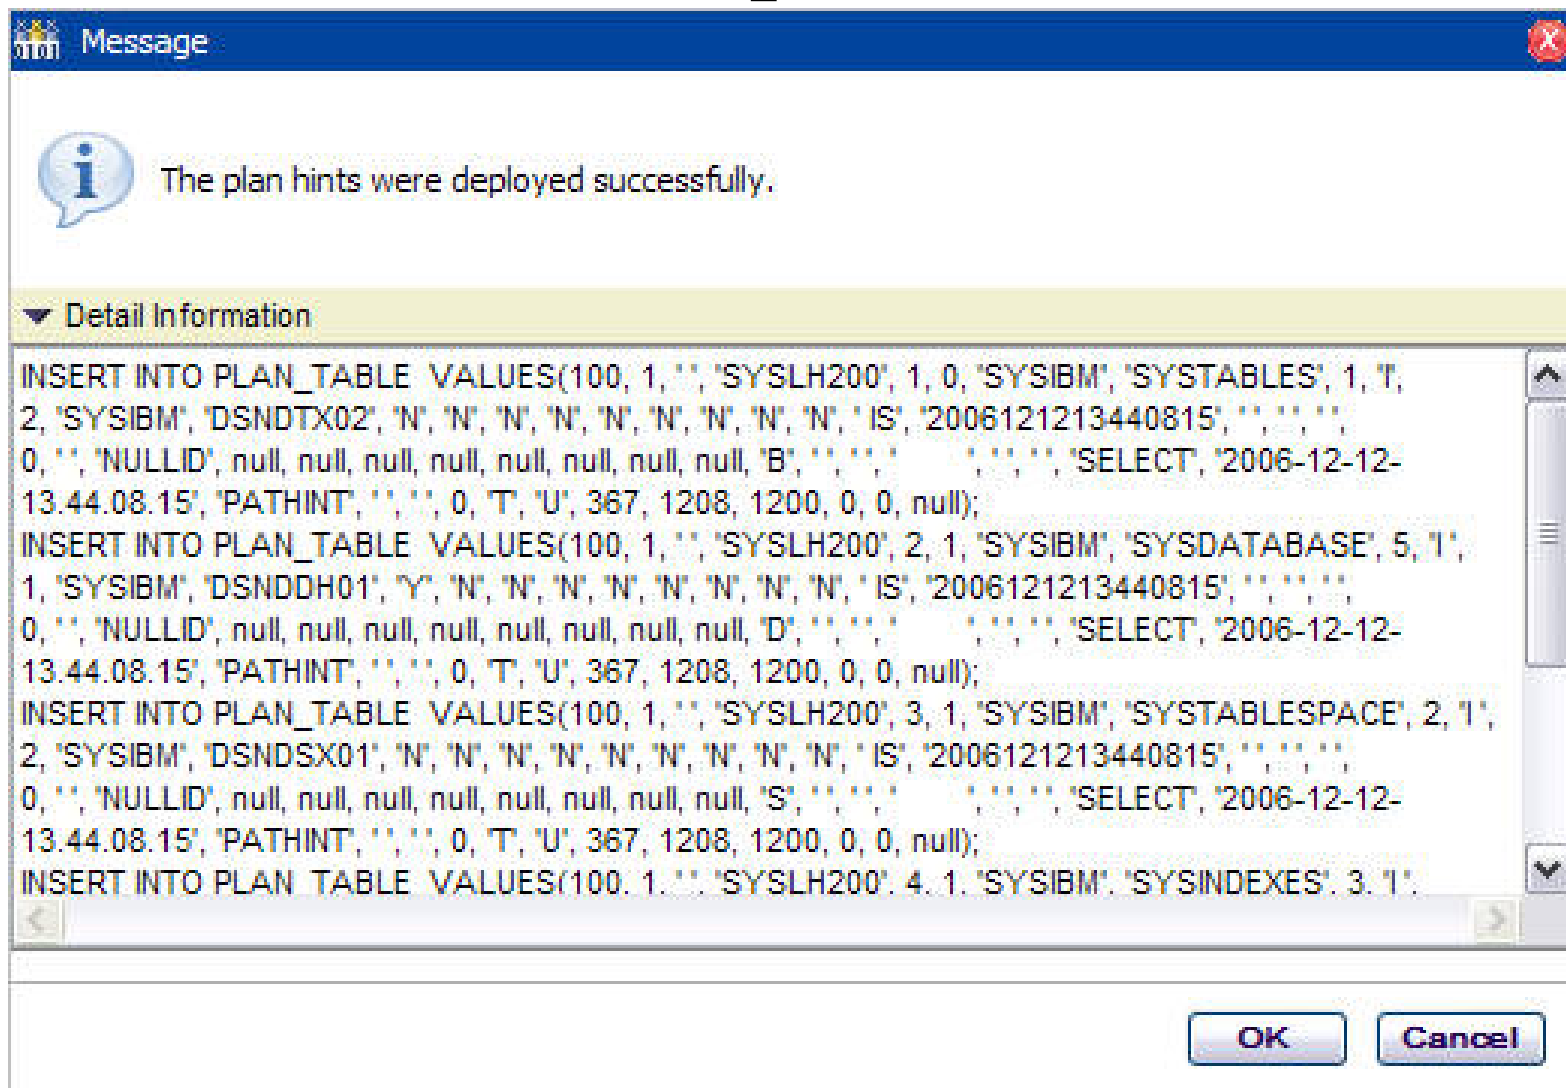 Message
The plan hints were deployed successfully.
Detail Information
INSERT INTO PLAN_TABLE VALUES(100, 1, ' ', 'SYSLH200', 1, 0, 'SYSIBM', 'SYSTABLES', 1, 'I',
2, 'SYSIBM', 'DSNDTX02', 'N', 'N', 'N', 'N', 'N', 'N', 'N', 'N', 'N', ' IS', '2006121213440815', ' ', ' ', ' ',
0, ' ', 'NULLID', null, null, null, null, null, null, null, null, 'B', ' ', ' ', '        ', ' ', ' ', 'SELECT', '2006-12-12-
13.44.08.15', 'PATHINT', ' ', ' ', 0, 'T', 'U', 367, 1208, 1200, 0, 0, null);
INSERT INTO PLAN_TABLE VALUES(100, 1, ' ', 'SYSLH200', 2, 1, 'SYSIBM', 'SYSDATABASE', 5, 'I ',
1, 'SYSIBM', 'DSNDDH01', 'Y', 'N', 'N', 'N', 'N', 'N', 'N', 'N', 'N', ' IS', '2006121213440815', ' ', ' ', ' ',
0, ' ', 'NULLID', null, null, null, null, null, null, null, null, 'D', ' ', ' ', '        ', ' ', ' ', 'SELECT', '2006-12-12-
13.44.08.15', 'PATHINT', ' ', ' ', 0, 'T', 'U', 367, 1208, 1200, 0, 0, null);
INSERT INTO PLAN_TABLE VALUES(100, 1, ' ', 'SYSLH200', 3, 1, 'SYSIBM', 'SYSTABLESPACE', 2, 'I ',
2, 'SYSIBM', 'DSNDSX01', 'N', 'N', 'N', 'N', 'N', 'N', 'N', 'N', 'N', ' IS', '2006121213440815', ' ', ' ', ' ',
0, ' ', 'NULLID', null, null, null, null, null, null, null, null, 'S', ' ', ' ', '        ', ' ', ' ', 'SELECT', '2006-12-12-
13.44.08.15', 'PATHINT', ' ', ' ', 0, 'T', 'U', 367, 1208, 1200, 0, 0, null);
INSERT INTO PLAN_TABLE VALUES(100, 1, ' ', 'SYSLH200', 4, 1, 'SYSIBM', 'SYSINDEXES', 3, 'I ',
OK
Cancel